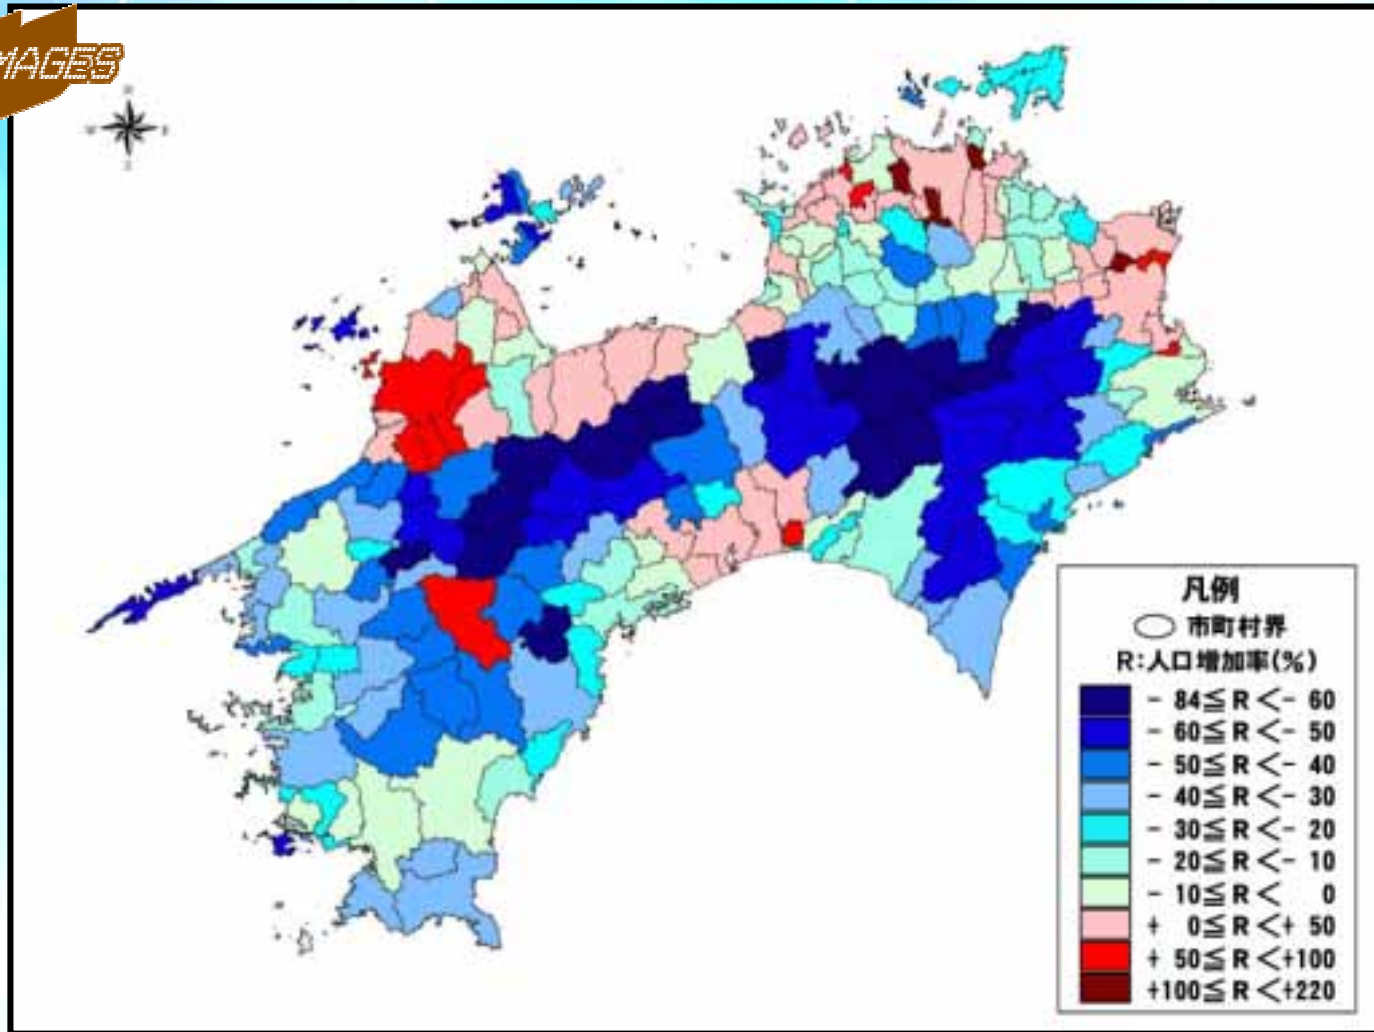 MAGES
凡例
市町村界
R:人口増加率(%)
- 84≦R<- 60
- 60≦R<- 50
- 50≦R<- 40
- 40≦R<- 30
- 30≦R<- 20
- 20≦R<- 10
- 10≦R< 0
+ 0≦R<+ 50
+ 50≦R<+100
+100≦R<+220